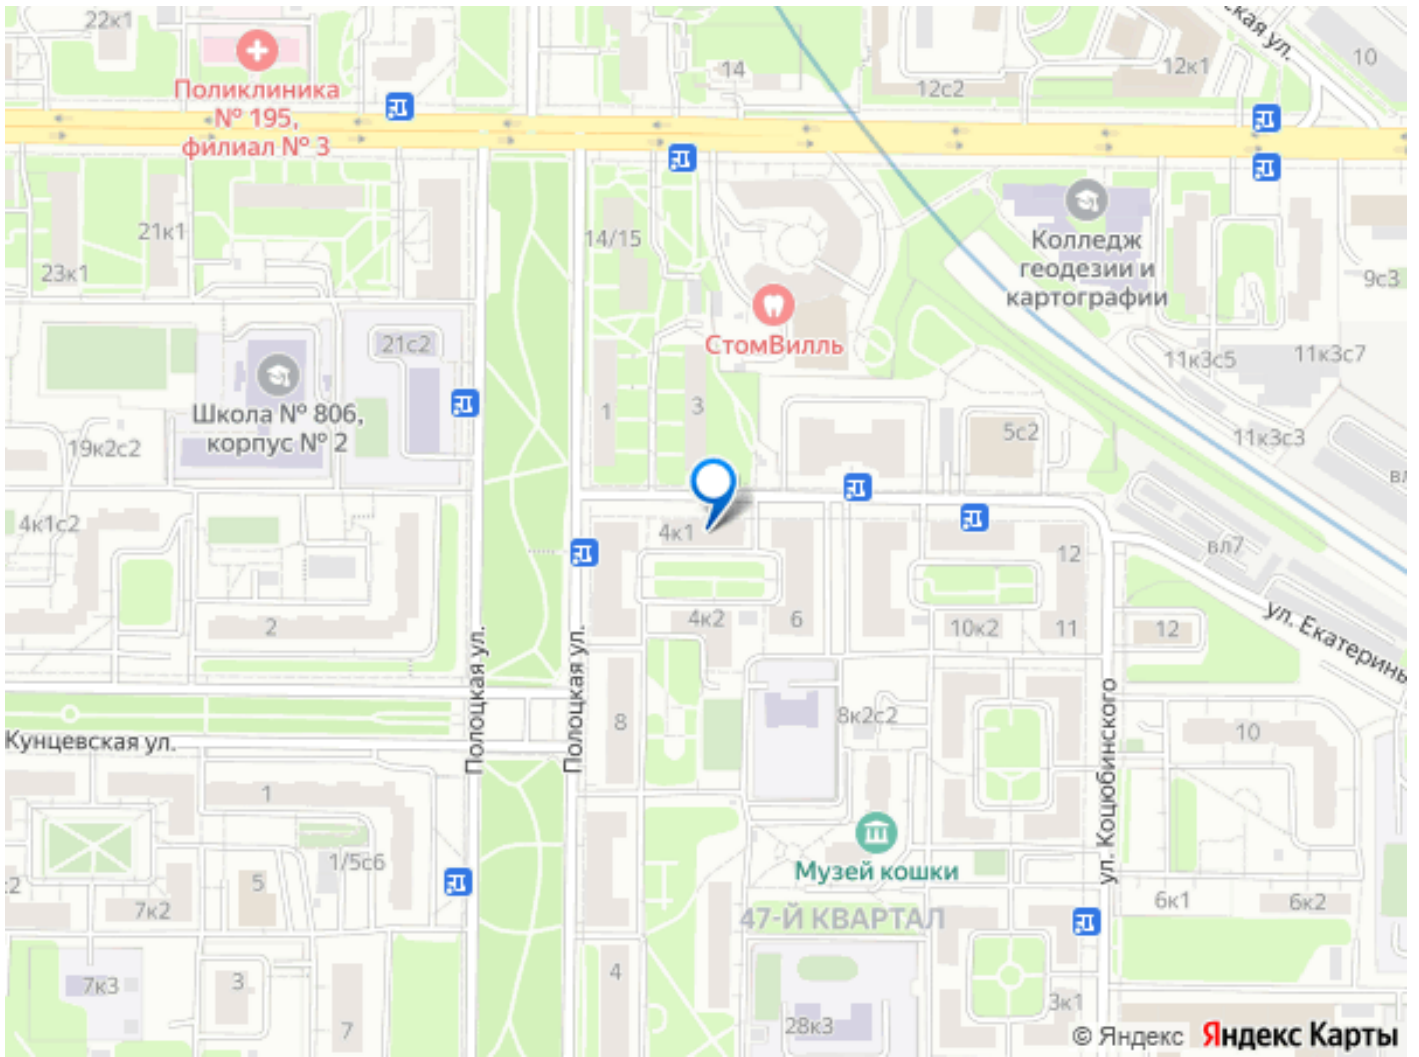 22к1
ская ул.
10
12к1
14
12с2
Поликлиника
№ 195,
филиал № 3
21к1
14/15
23к1
Колледж
геодезии и
картографии
9с3
СтомВилль
21с2
11к3с5
11к3с7
Школа № 806,
корпус № 2
1
3
5с2
11к3с3
19к2с2
вл
4к1с2
4к1
12
вл7
2
4к2
6
10к2
11
12
ул. Екатерины
Полоцкая ул.
Полоцкая ул.
8
8к2с2
ул. Коцюбинского
10
Кунцевская ул.
1
1/5с6
Музей кошки
с2
5
7к2
6к1
6к2
47-Й КВАРТАЛ
4
7к3
3
3к1
7
28к3
© Яндекс Яндекс Карты